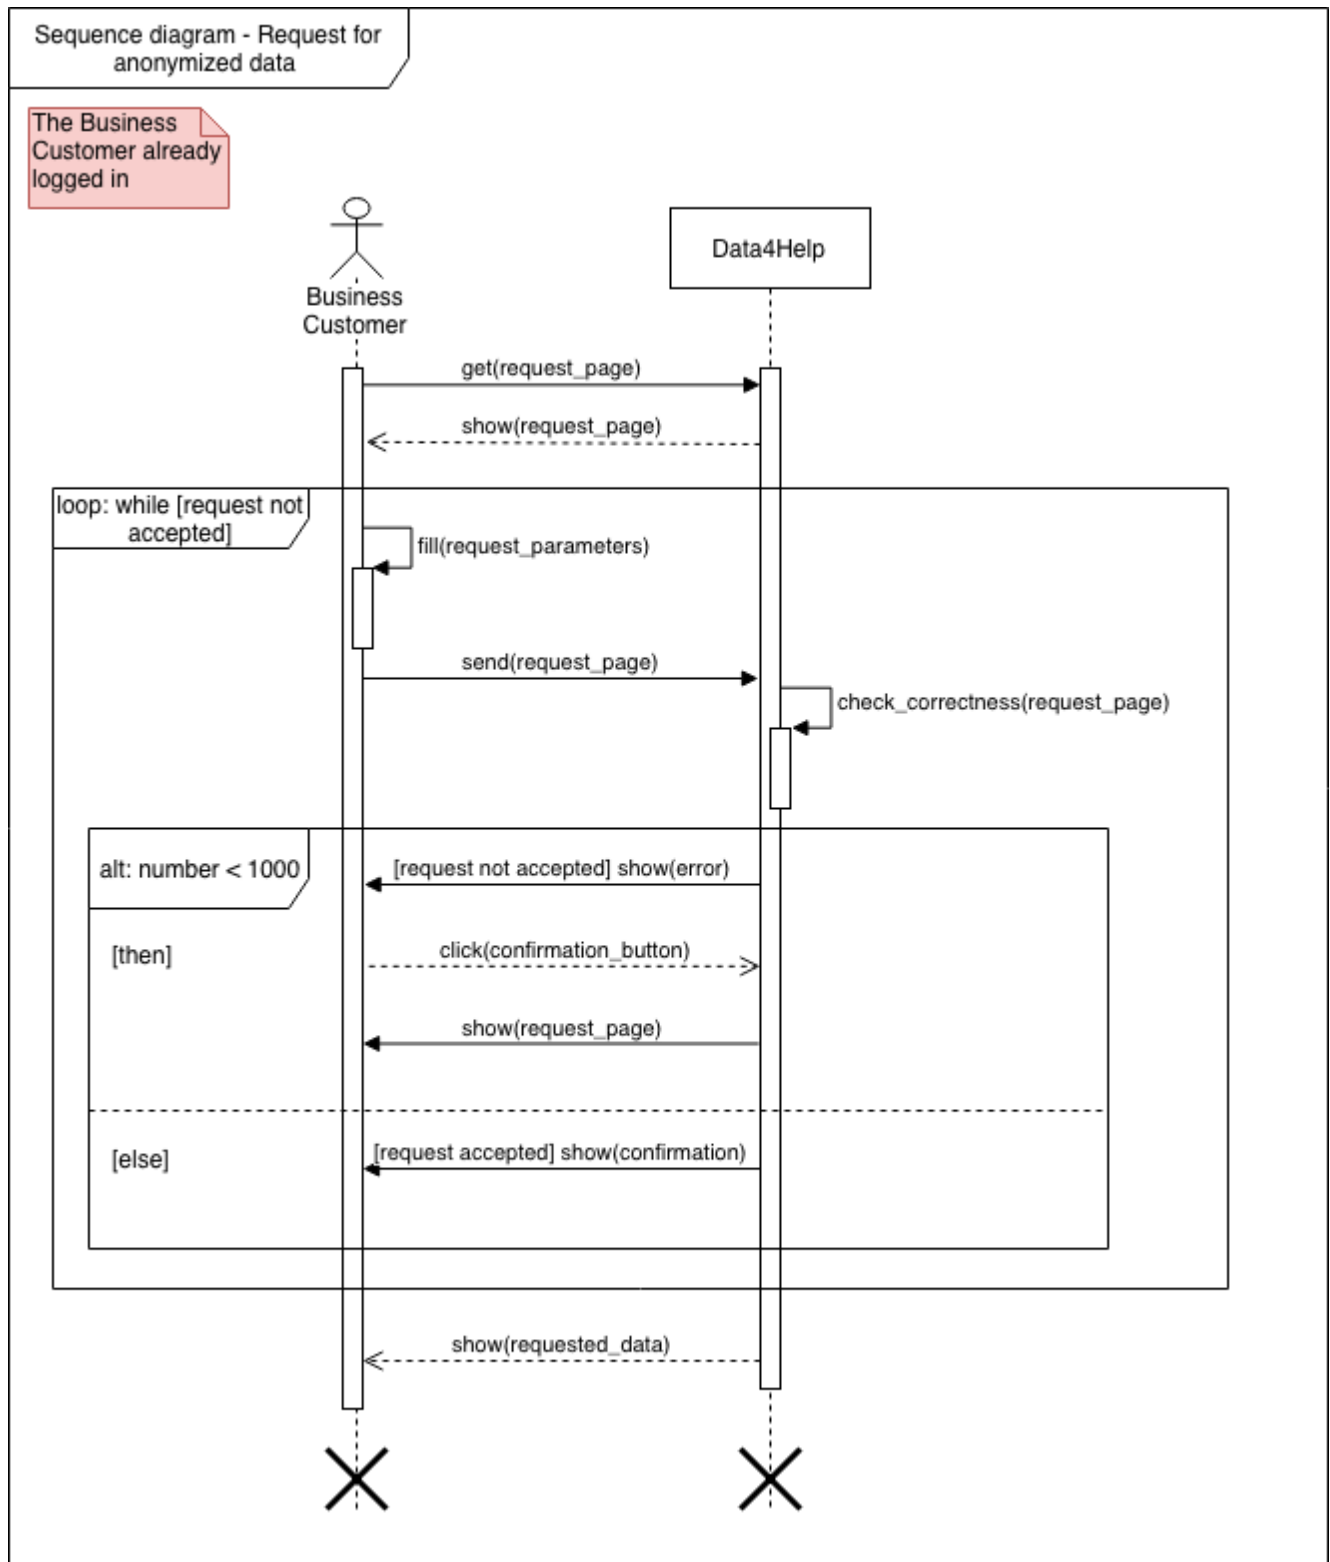 Sequence diagram - Request for
anonymized data
The Business
Customer already
logged in
Data4Help
Business
Customer
get(request_page)
show(request_page)
loop: while [request not
accepted]
fill(request_parameters)
send(request_page)
check_correctness(request_page)
alt: number < 1000
[request not accepted] show(error)
[then]
click(confirmation_button)
show(request_page)
[else]
[request accepted] show(confirmation)
show(requested_data)